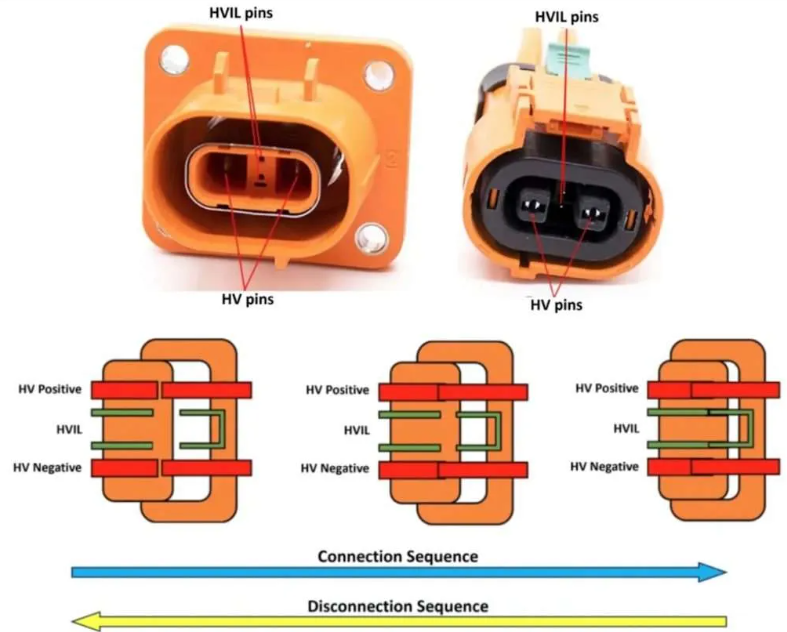 HVIL pins
HVIL pins
HV pins
HV pins
HV Positive
HVIL
HV Negative
HV Positive
HVIL
HV Negative
HV Positive
HVIL
HV Negative
Connection Sequence
Disconnection Sequence